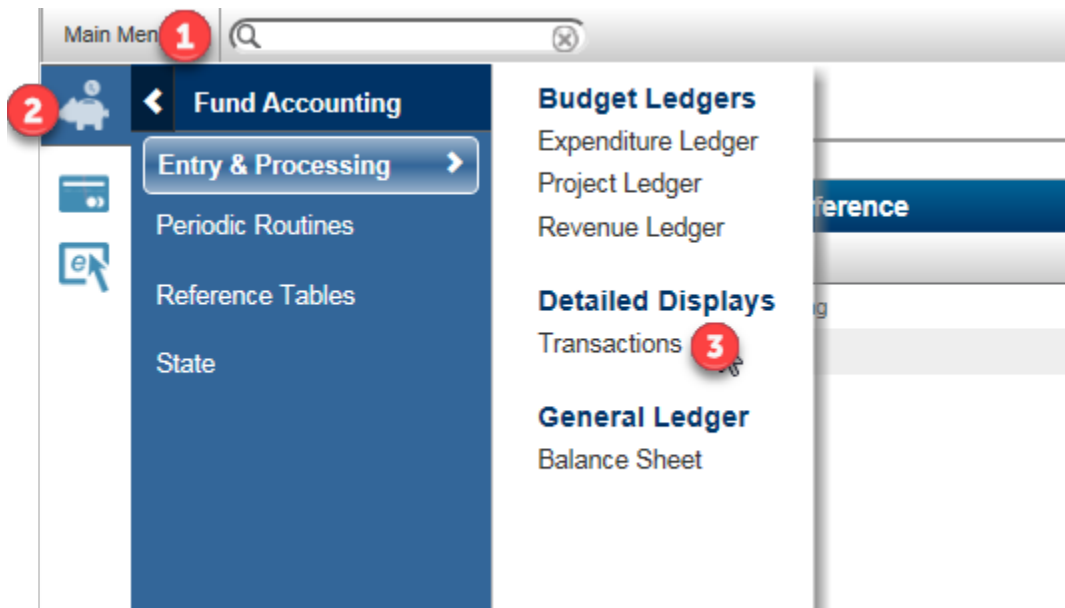 Main Men
1
2
Fund Accounting
Entry & Processing
Periodic Routines
Reference Tables
State
Budget Ledgers
Expenditure Ledger
Project Ledger
Revenue Ledger
Detailed Displays
Transactions 3
General Ledger
Balance Sheet
ference
e